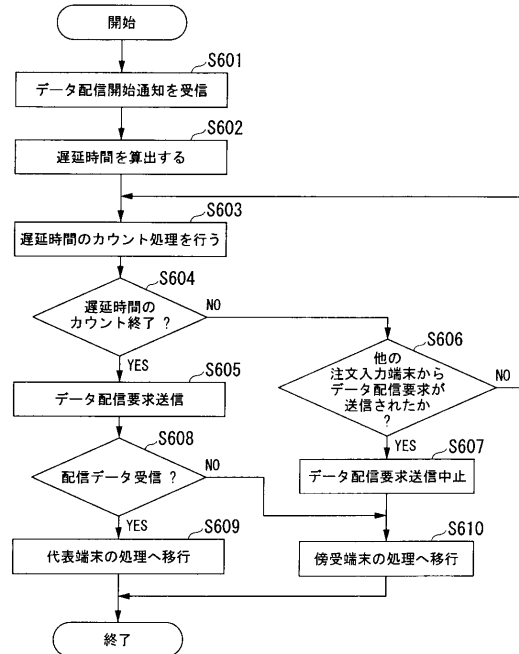 開始
S601
データ配信開始通知を受信
S602
遅延時間を算出する
S603
遅延時間のカウント処理を行う
S604
遅延時間の
カウント終了 ?
NO
YES
S606
他の
注文入力端末から
データ配信要求が
送信されたか
?
NO
YES
S605
データ配信要求送信
S607
データ配信要求送信中止
S608
配信データ受信 ?
NO
YES
S609
代表端末の処理へ移行
S610
傍受端末の処理へ移行
終了